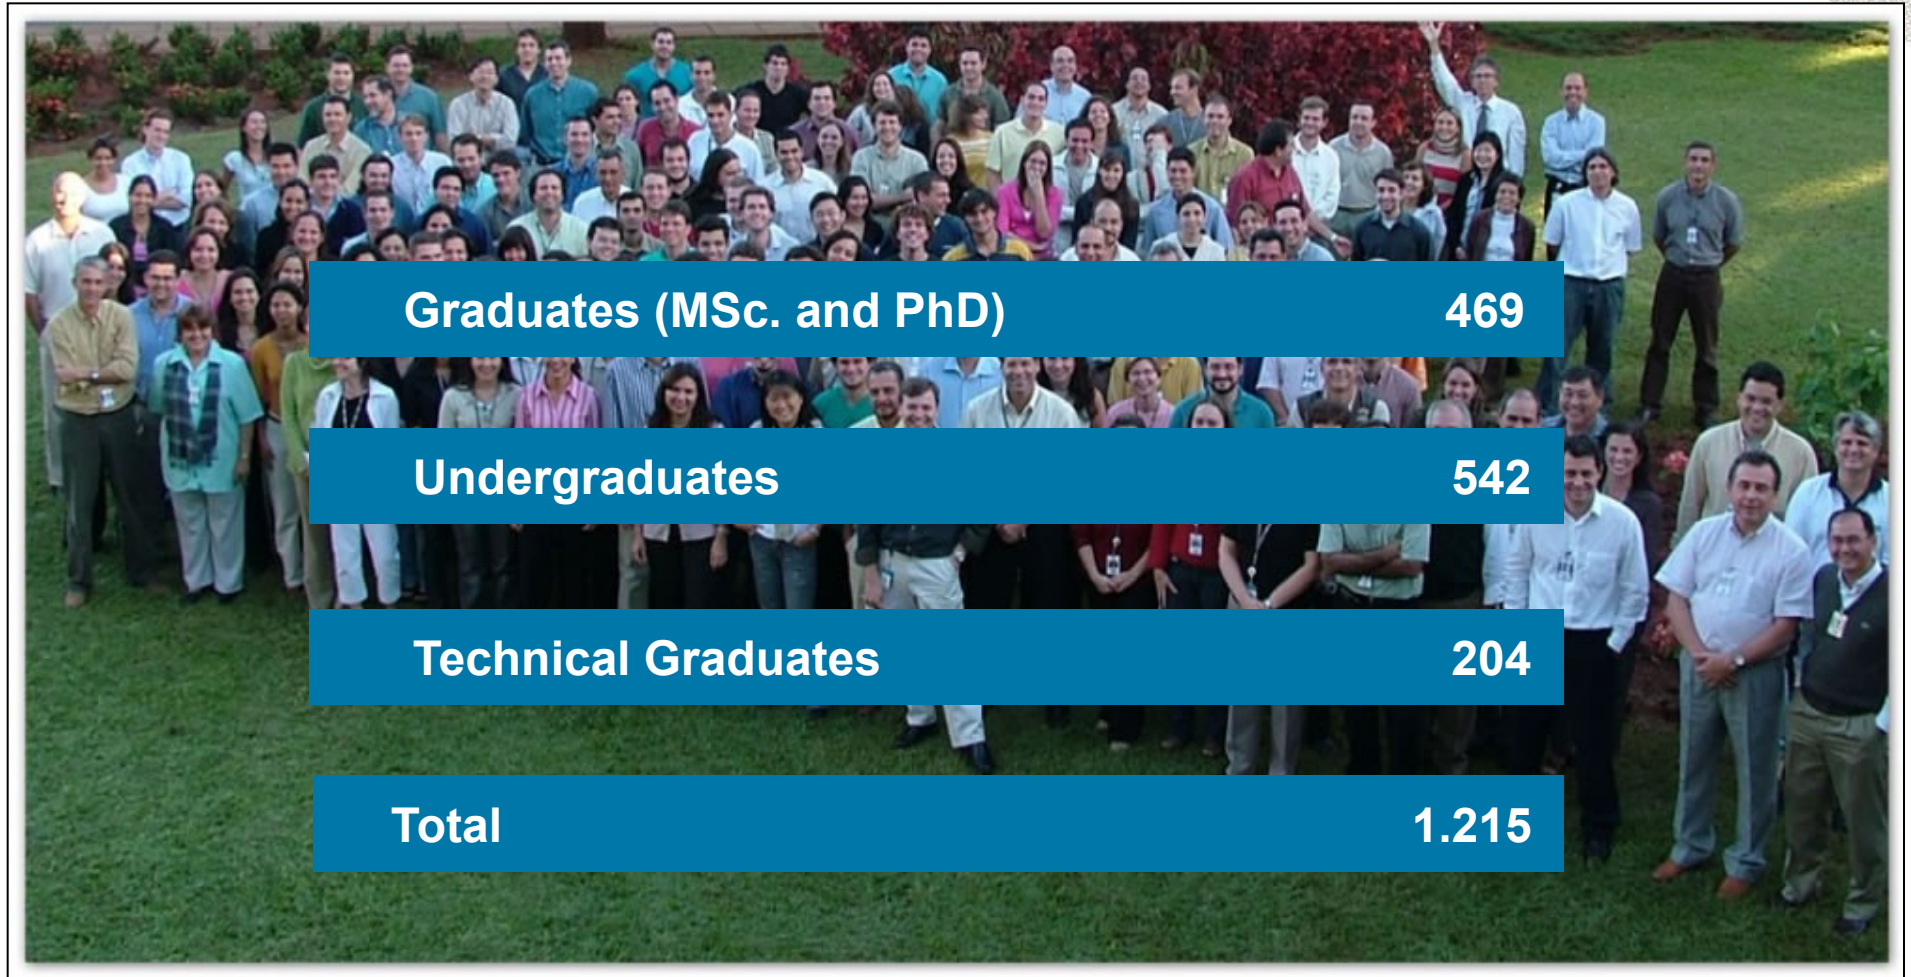 Graduates (MSc. and PhD) 469
Undergraduates 542
Technical Graduates 204
Total 1.215